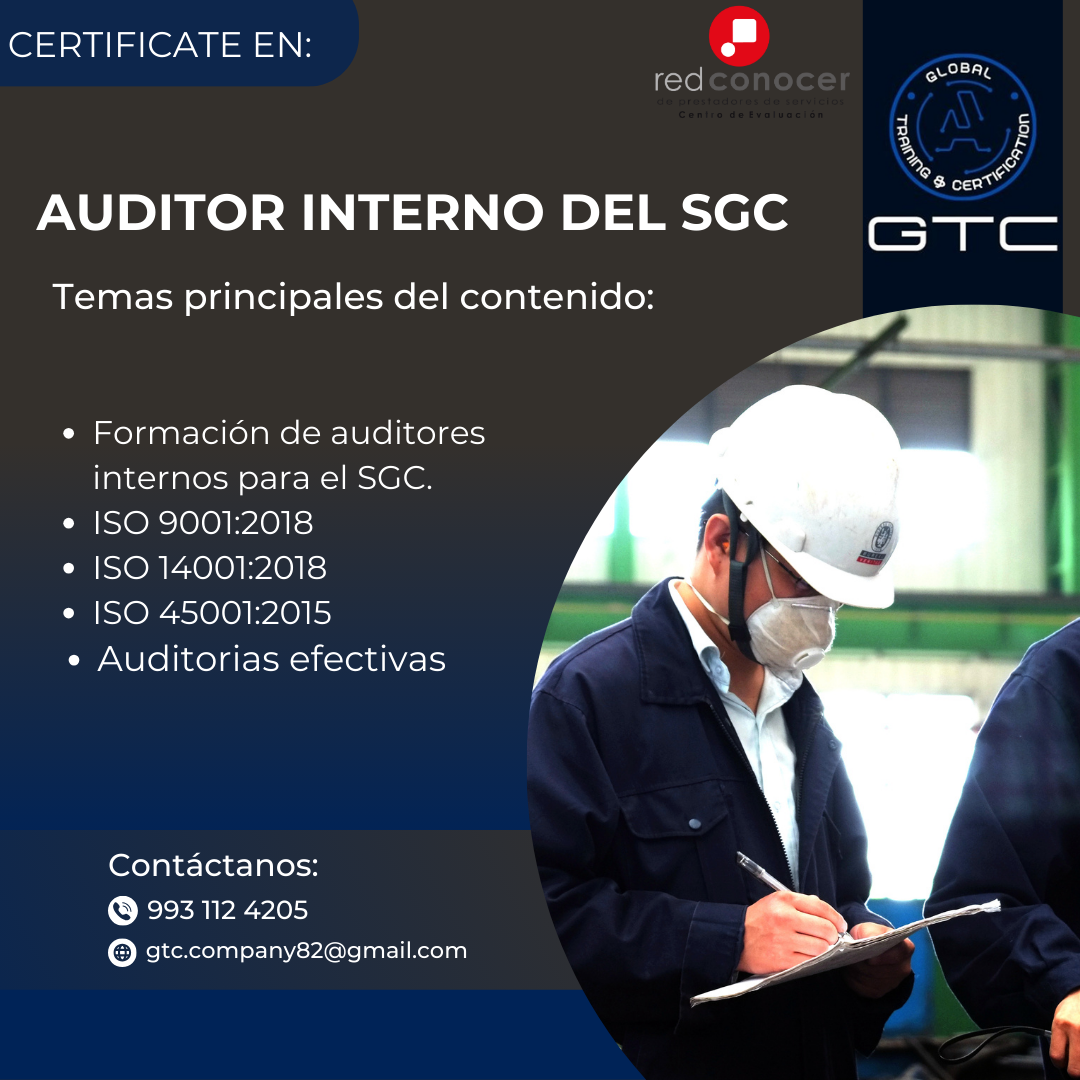 CERTIFICATE EN:
redconocer
de prestadores de servicios
Centro de Evaluación
GLOBAL
TRAINING & CERTIFICATION
GTC
AUDITOR INTERNO DEL SGC
Temas principales del contenido:
• Formación de auditores
internos para el SGC.
• ISO 9001:2018
• ISO 14001:2018
• ISO 45001:2015
• Auditorias efectivas
Contáctanos:
993 112 4205
gtc.company82@gmail.com